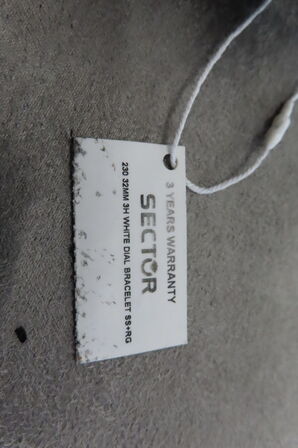 3 YEARS WARRANTY
SECTOR
230 32MM 3H WHITE DIAL BRACELET SS+RG